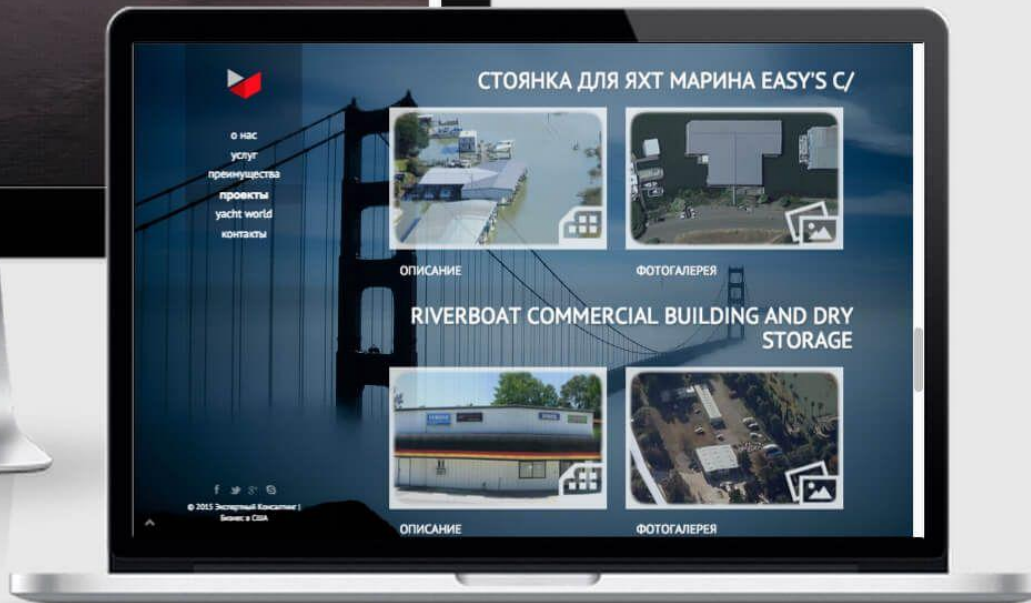 о нас
услуг
преимущества
проекты
yacht world
контакты
СТОЯНКА ДЛЯ ЯХТ МАРИНА EASY'S C/
ОПИСАНИЕ
ФОТОГАЛЕРЕЯ
RIVERBOAT COMMERCIAL BUILDING AND DRY
STORAGE
ОПИСАНИЕ
ФОТОГАЛЕРЕЯ
© 2015 Экспертный Консалтинг |
Бизнес в США